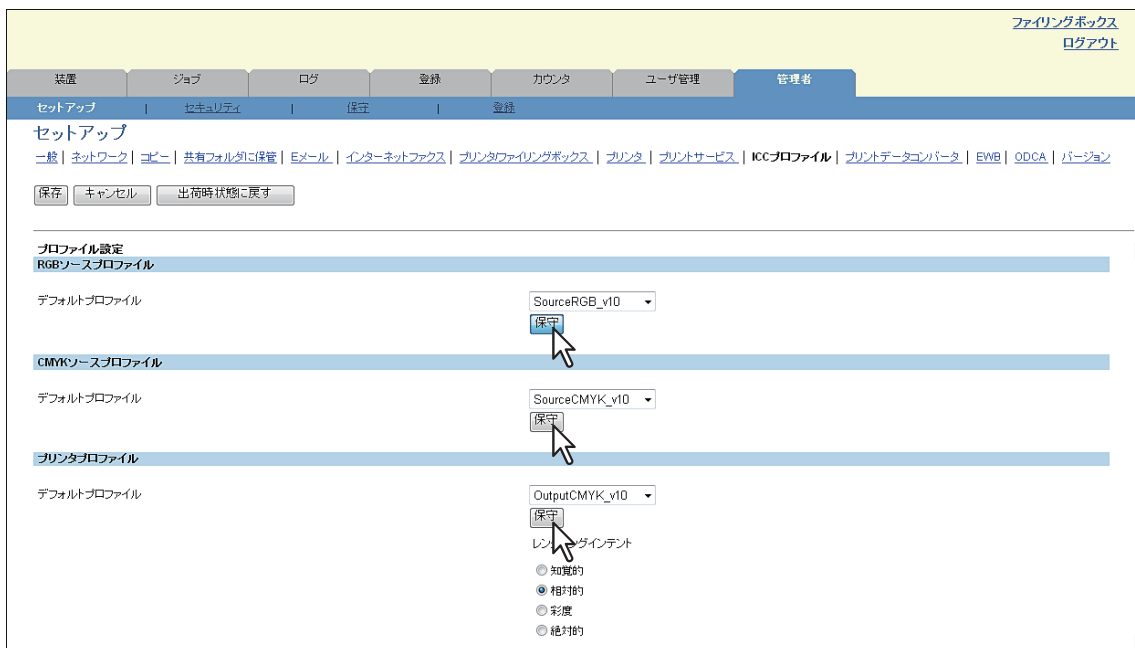 ファイリングボックス
ログアウト
装置 ジョブ ログ 登録 カウンタ ユーザ管理 管理者
セットアップ | セキュリティ | 保守 | 登録
セットアップ
一般 | ネットワーク | コピー | 共有フォルダに保管 | Eメール | インターネットファクス | プリンタ/ファイリングボックス | プリンタ | プリントサービス | ICCプロファイル | プリントデータコンバータ | EWB | ODCA | バージョン
保存 キャンセル 出荷時状態に戻す
プロファイル設定
RGBソースプロファイル
デフォルトプロファイル SourceRGB_v10
保守
CMYKソースプロファイル
デフォルトプロファイル SourceCMYK_v10
保守
プリンタプロファイル
デフォルトプロファイル OutputCMYK_v10
保守
レンダリングインテント
知覚的
相対的
彩度
絶対的